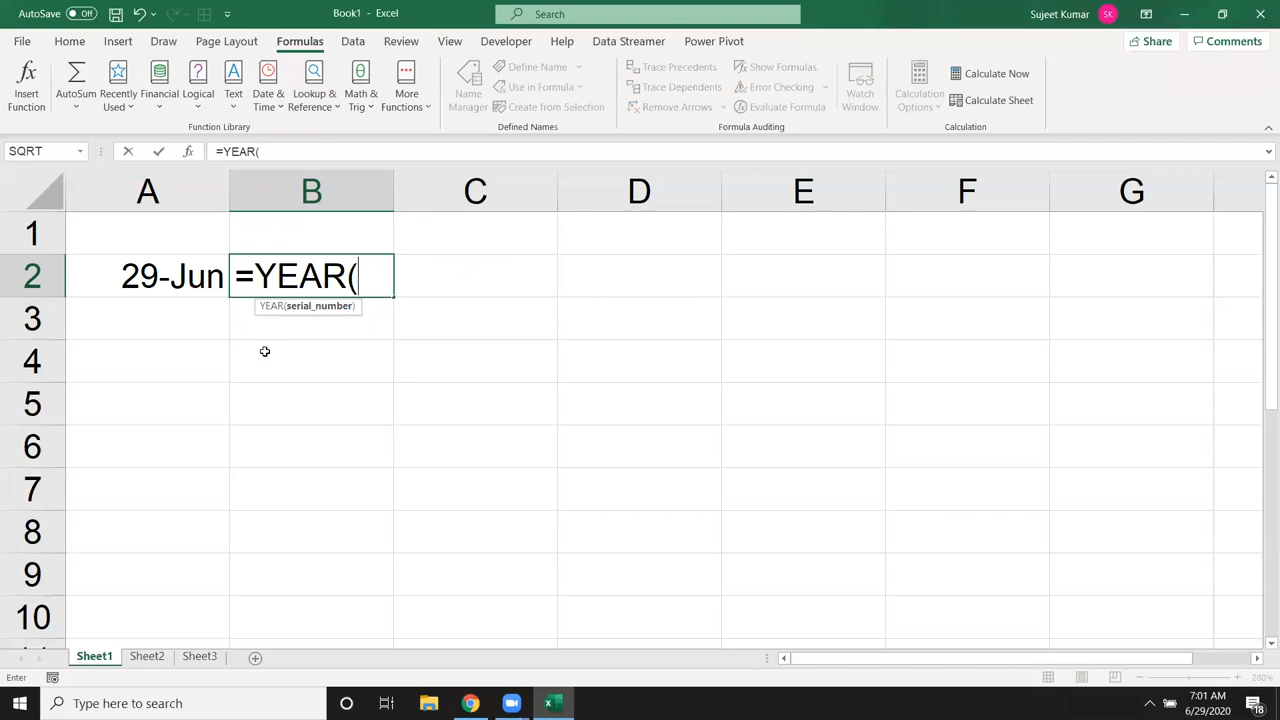 AutoSave Off Book1 - Excel Search Sujeet Kumar SK
File Home Insert Draw Page Layout Formulas Data Review View Developer Help Data Streamer Power Pivot Share Comments
fx Σ ? A θ
Insert Function
AutoSum
Recently Used
Financial
Logical
Text
Date & Time
Lookup & Reference
Math & Trig
More Functions
Function Library
Name Manager
Define Name
Use in Formula
Create from Selection
Defined Names
Trace Precedents
Trace Dependents
Remove Arrows
Show Formulas
Error Checking
Evaluate Formula
Formula Auditing
Watch Window
Calculation Options
Calculate Now
Calculate Sheet
Calculation
SQRT fx =YEAR(
A B C D E F G
1
2 29-Jun =YEAR(
YEAR(serial_number)
3
4
5
6
7
8
9
10
Sheet1 Sheet2 Sheet3
Enter 280%
Type here to search
7:01 AM
6/29/2020
18